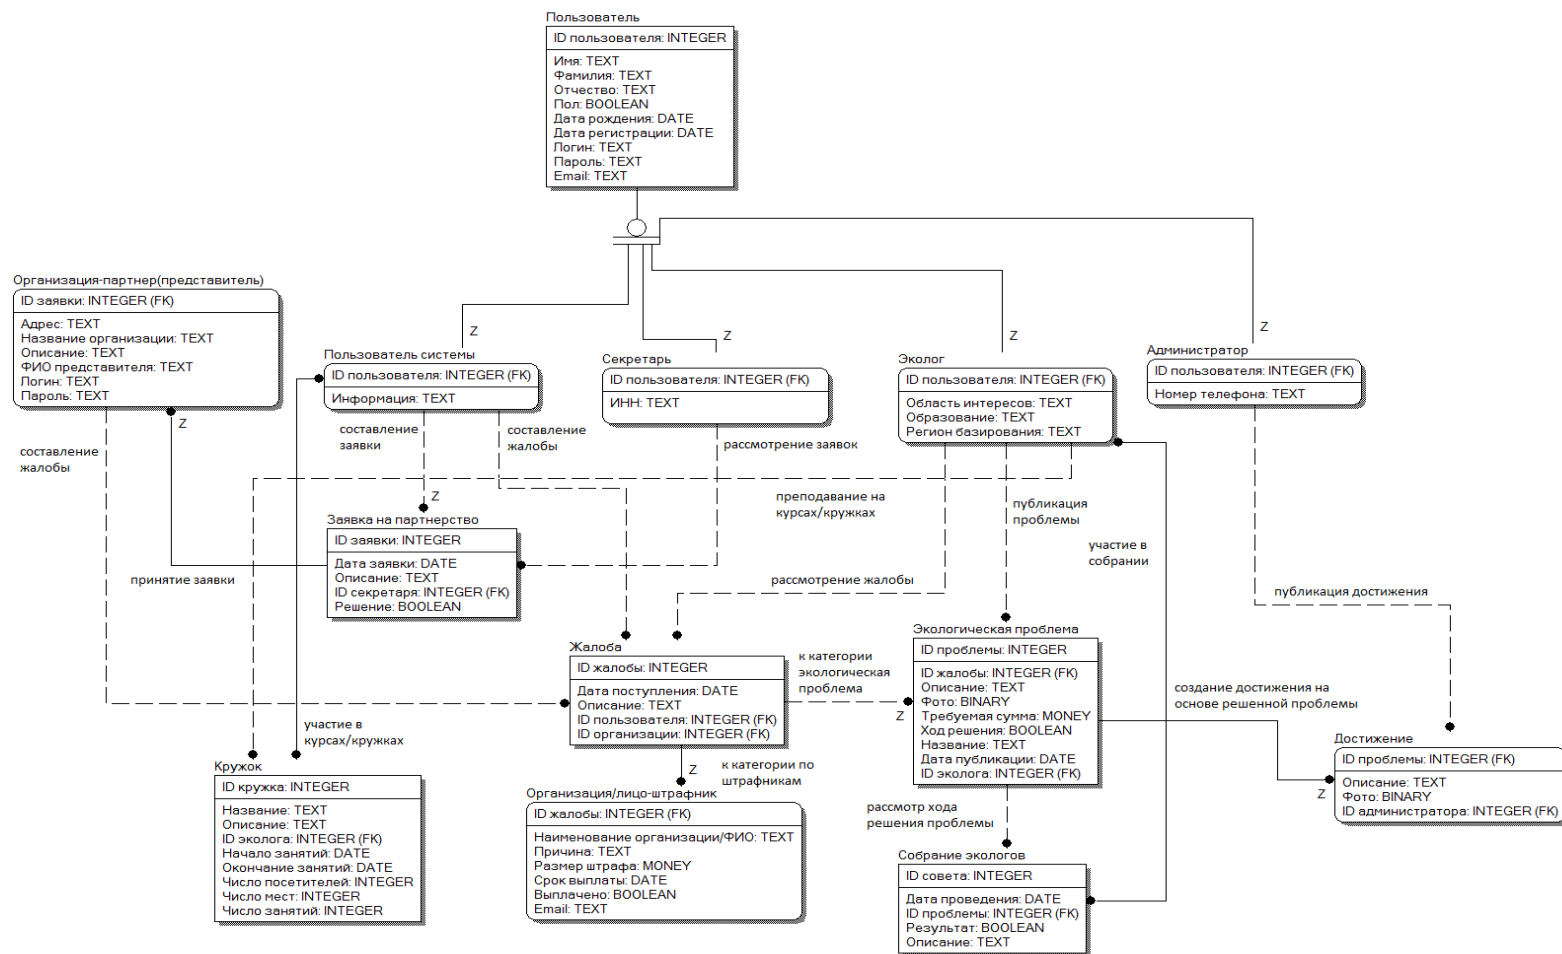 Пользователь
ID пользователя: INTEGER
Имя: TEXT
Фамилия: TEXT
Отчество: TEXT
Пол: BOOLEAN
Дата рождения: DATE
Дата регистрации: DATE
Логин: TEXT
Пароль: TEXT
Email: TEXT
Организация-партнер(представитель)
ID заявки: INTEGER (FK)
Адрес: TEXT
Название организации: TEXT
Описание: TEXT
ФИО представителя: TEXT
Логин: TEXT
Пароль: TEXT
Z
Пользователь системы
ID пользователя: INTEGER (FK)
Информация: TEXT
Z
Секретарь
ID пользователя: INTEGER (FK)
ИНН: TEXT
Z
Эколог
ID пользователя: INTEGER (FK)
Область интересов: TEXT
Образование: TEXT
Регион базирования: TEXT
Z
Администратор
ID пользователя: INTEGER (FK)
Номер телефона: TEXT
Z
составление
жалобы
составление
заявки
составление
жалобы
рассмотрение заявок
преподавание на
курсах/кружках
публикация
проблемы
участие в
собрании
Z
Заявка на партнерство
ID заявки: INTEGER
Дата заявки: DATE
Описание: TEXT
ID секретаря: INTEGER (FK)
Решение: BOOLEAN
принятие заявки
рассмотрение жалобы
публикация достижения
Жалоба
ID жалобы: INTEGER
Дата поступления: DATE
Описание: TEXT
ID пользователя: INTEGER (FK)
ID организации: INTEGER (FK)
к категории
экологическая
проблема
Z
Экологическая проблема
ID проблемы: INTEGER
ID жалобы: INTEGER (FK)
Описание: TEXT
Фото: BINARY
Требуемая сумма: MONEY
Ход решения: BOOLEAN
Название: TEXT
Дата публикации: DATE
ID эколога: INTEGER (FK)
создание достижения на
основе решенной проблемы
Z
Достижение
ID проблемы: INTEGER (FK)
Описание: TEXT
Фото: BINARY
ID администратора: INTEGER (FK)
участие в
курсах/кружках
Кружок
ID кружка: INTEGER
Название: TEXT
Описание: TEXT
ID эколога: INTEGER (FK)
Начало занятий: DATE
Окончание занятий: DATE
Число посетителей: INTEGER
Число мест: INTEGER
Число занятий: INTEGER
к категории по
штрафникам
Z
Организация/лицо-штрафник
ID жалобы: INTEGER (FK)
Наименование организации/ФИО: TEXT
Причина: TEXT
Размер штрафа: MONEY
Срок выплаты: DATE
Выплачено: BOOLEAN
Email: TEXT
рассмотр хода
решения проблемы
Собрание экологов
ID совета: INTEGER
Дата проведения: DATE
ID проблемы: INTEGER (FK)
Результат: BOOLEAN
Описание: TEXT